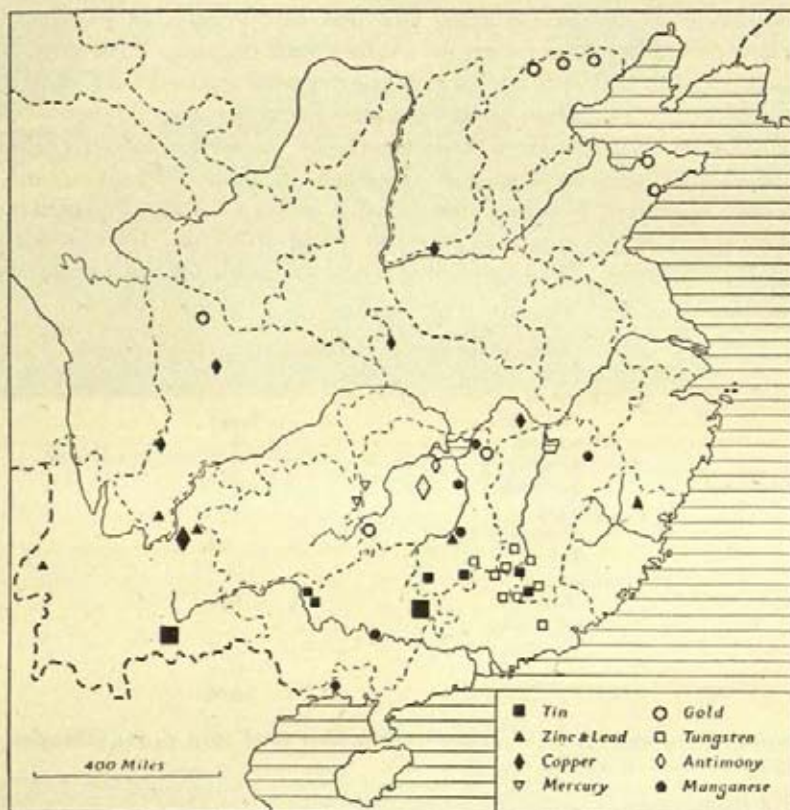 400 Miles
Tin
Zinc & Lead
Copper
Mercury
Gold
Tungsten
Antimony
Manganese